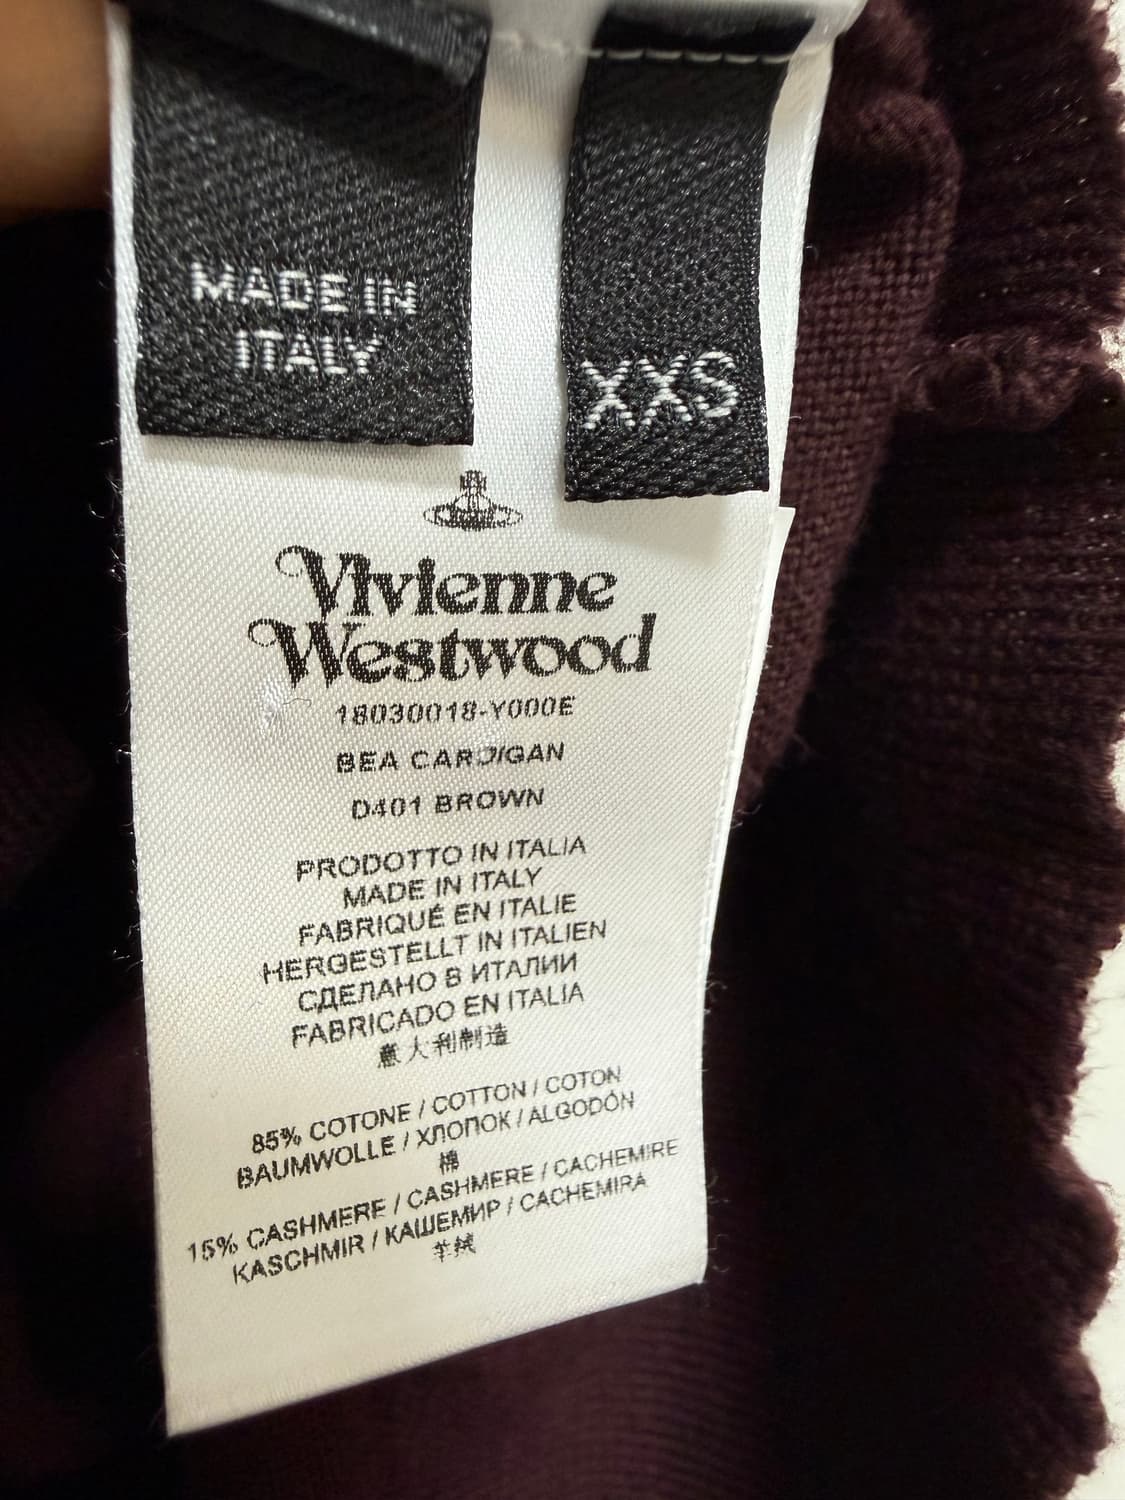 MADE IN
ITALY
XXS
Vivienne
Westwood
18030018-Y000E
BEA CARDIGAN
D401 BROWN
PRODOTTO IN ITALIA
MADE IN ITALY
FABRIQUÉ EN ITALIE
HERGESTELLT IN ITALIEN
СДЕЛАНО В ИТАЛИИ
FABRICADO EN ITALIA
意大利制造
85% COTONE / COTTON / COTON
BAUMWOLLE / ХЛОПОК / ALGODÓN
棉
15% CASHMERE / CASHMERE / CACHEMIRE
KASCHMIR / КАШЕМИР / CACHEMIRA
羊绒